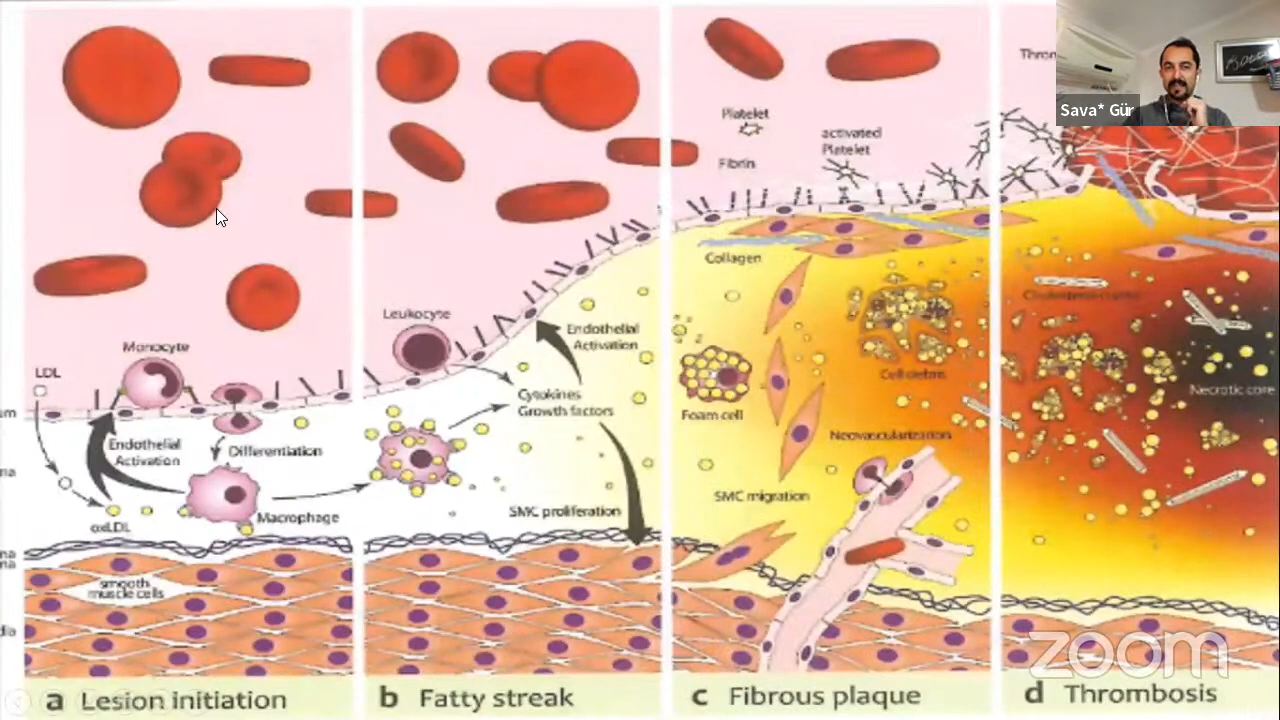 Sava* Gür
Thron
Platelet
Fibrin
activated
Platelet
Collagen
Leukocyte
Endothelial
Activation
Cytokines
Growth factors
Monocyte
LDL
Endothelial
Activation
Differentiation
oxLDL
Macrophage
SMC proliferation
smooth
muscle cells
Foam cell
Cell debris
Neovascularization
SMC migration
Necrotic core
zoom
a Lesion initiation
b Fatty streak
c Fibrous plaque
d Thrombosis